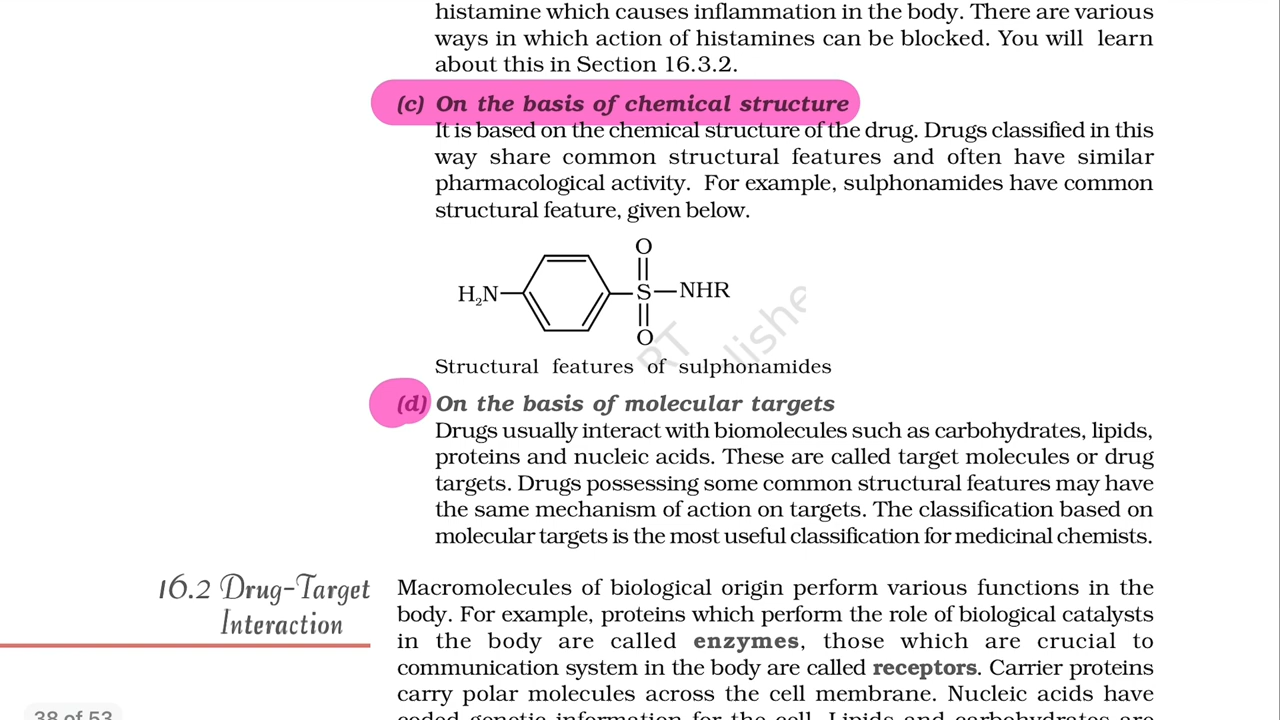 histamine which causes inflammation in the body. There are various
ways in which action of histamines can be blocked. You will learn
about this in Section 16.3.2.
(c) On the basis of chemical structure
It is based on the chemical structure of the drug. Drugs classified in this
way share common structural features and often have similar
pharmacological activity. For example, sulphonamides have common
structural feature, given below.
O
H₂N
S
NHR
O
Structural features of sulphonamides
(d) On the basis of molecular targets
Drugs usually interact with biomolecules such as carbohydrates, lipids,
proteins and nucleic acids. These are called target molecules or drug
targets. Drugs possessing some common structural features may have
the same mechanism of action on targets. The classification based on
molecular targets is the most useful classification for medicinal chemists.
16.2 Drug-Target
Interaction
Macromolecules of biological origin perform various functions in the
body. For example, proteins which perform the role of biological catalysts
in the body are called enzymes, those which are crucial to
communication system in the body are called receptors. Carrier proteins
carry polar molecules across the cell membrane. Nucleic acids have
coded genetic information for the cell. Lipids and carbohydrates are
38 of 53